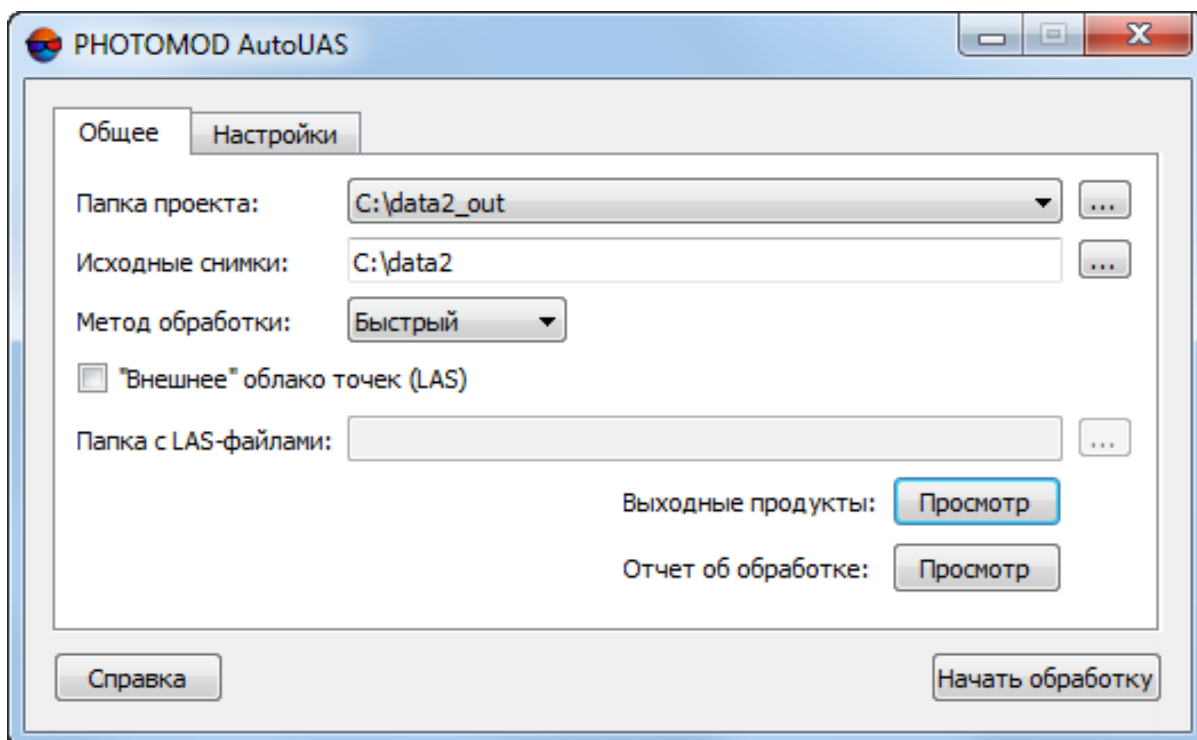 PHOTOMOD AutoUAS
Общее Настройки
Папка проекта: C:\data2_out ...
Исходные снимки: C:\data2 ...
Метод обработки: Быстрый
"Внешнее" облако точек (LAS)
Папка с LAS-файлами: ...
Выходные продукты: Просмотр
Отчет об обработке: Просмотр
Справка Начать обработку